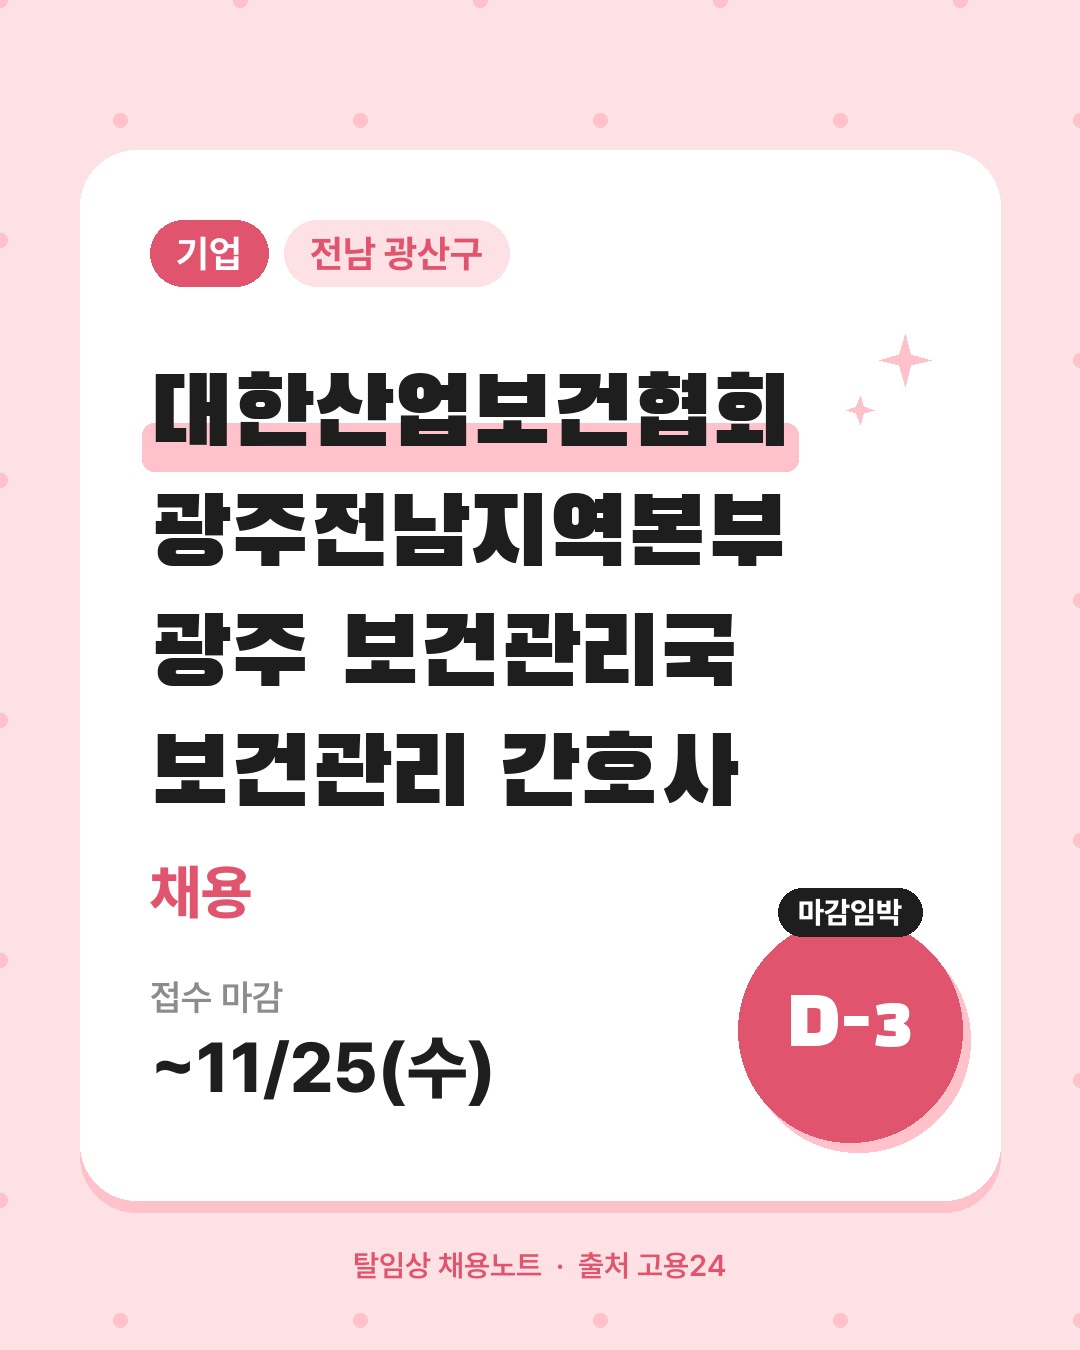 기업 전남 광산구
대한산업보건협회
광주전남지역본부
광주 보건관리국
보건관리 간호사
채용
접수 마감
~11/25(수)
마감임박
D-3
탈임상 채용노트 · 출처 고용24